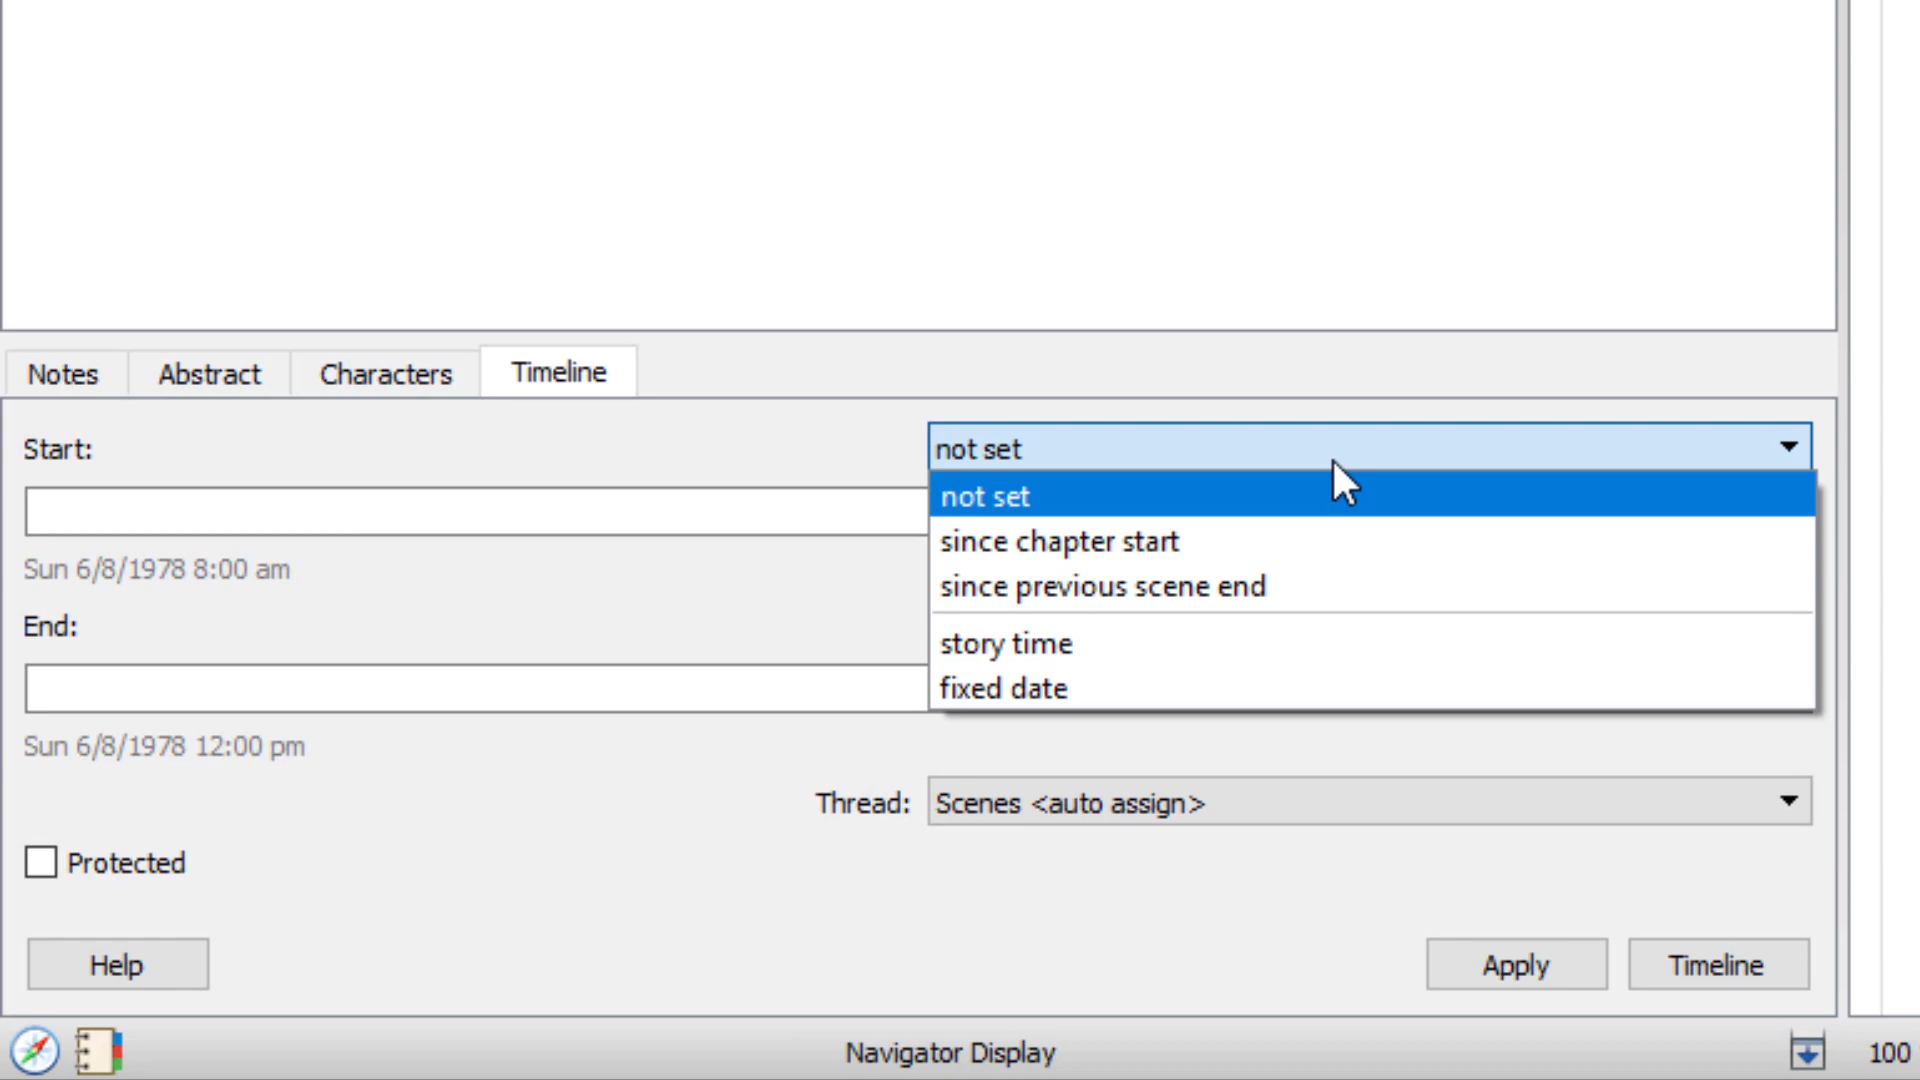 Notes Abstract Characters Timeline
Start: not set
not set
since chapter start
since previous scene end
story time
fixed date
Sun 6/8/1978 8:00 am
End:
Sun 6/8/1978 12:00 pm
Thread: Scenes <auto assign>
Protected
Help Apply Timeline
Navigator Display 100